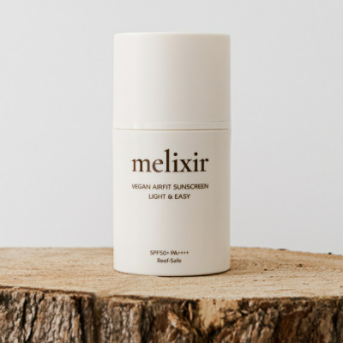 melixir
VEGAN AIRFIT SUNSCREEN
LIGHT & EASY
SPF50+ PA++++
Reef-Safe